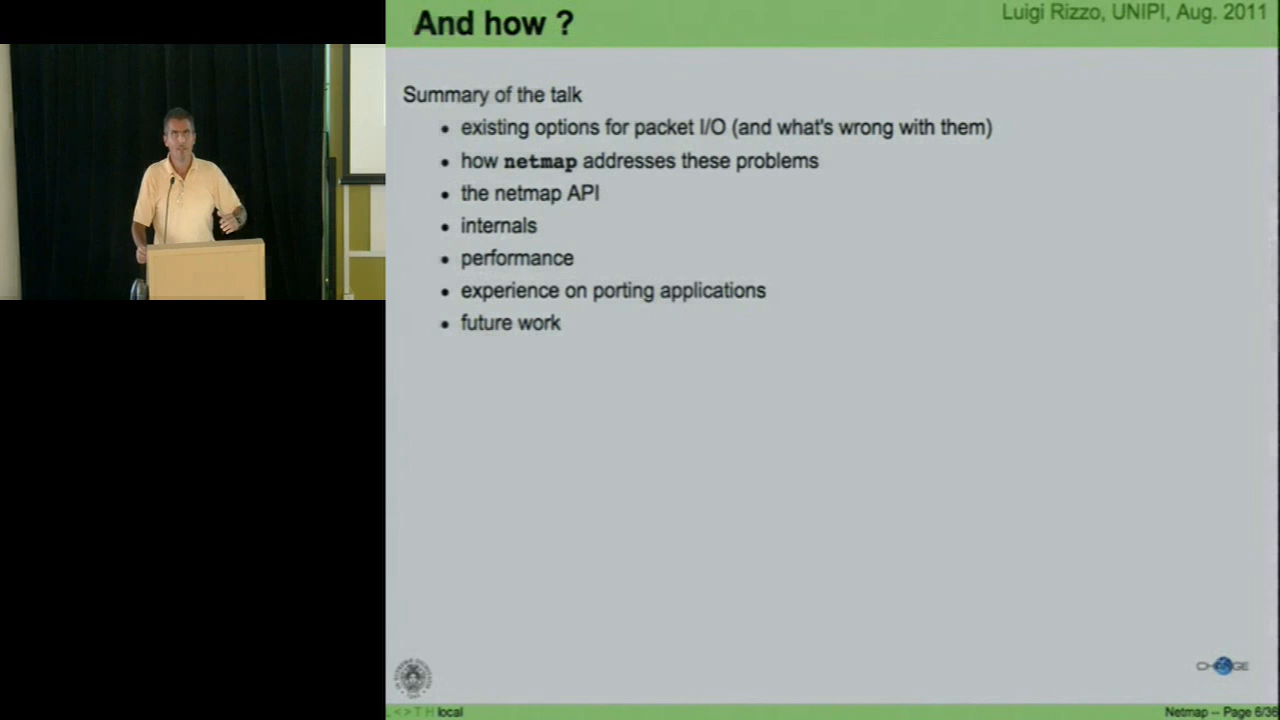 And how ?
Luigi Rizzo, UNIPI, Aug. 2011
Summary of the talk
• existing options for packet I/O (and what's wrong with them)
• how netmap addresses these problems
• the netmap API
• internals
• performance
• experience on porting applications
• future work
< > T H local
Netmap -- Page 6/36